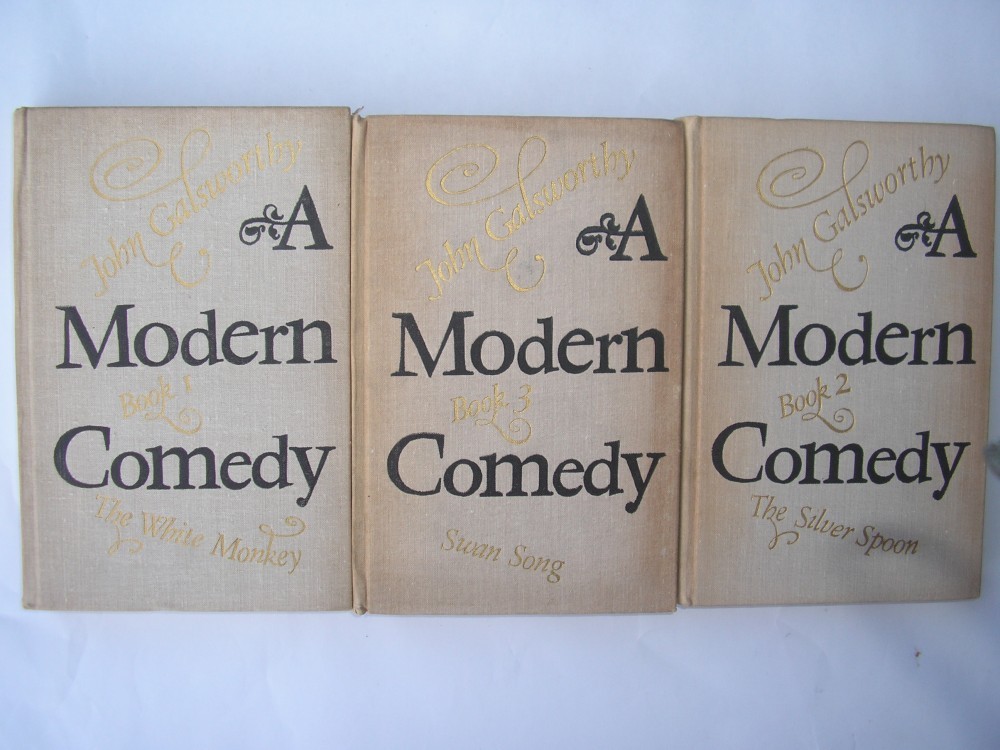 John Galsworthy
A
Modern
Book 1
Comedy
The White Monkey
John Galsworthy
A
Modern
Book 3
Comedy
Swan Song
John Galsworthy
A
Modern
Book 2
Comedy
The Silver Spoon